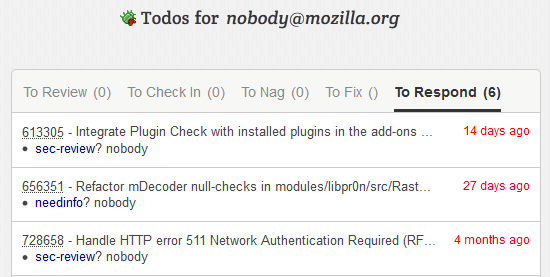 Todos for nobody@mozilla.org
To Review (0) To Check In (0) To Nag (0) To Fix () To Respond (6)
613305 - Integrate Plugin Check with installed plugins in the add-ons ... 14 days ago
• sec-review? nobody
656351 - Refactor mDecoder null-checks in modules/libpr0n/src/Rast... 27 days ago
• needinfo? nobody
728658 - Handle HTTP error 511 Network Authentication Required (RF... 4 months ago
• sec-review? nobody